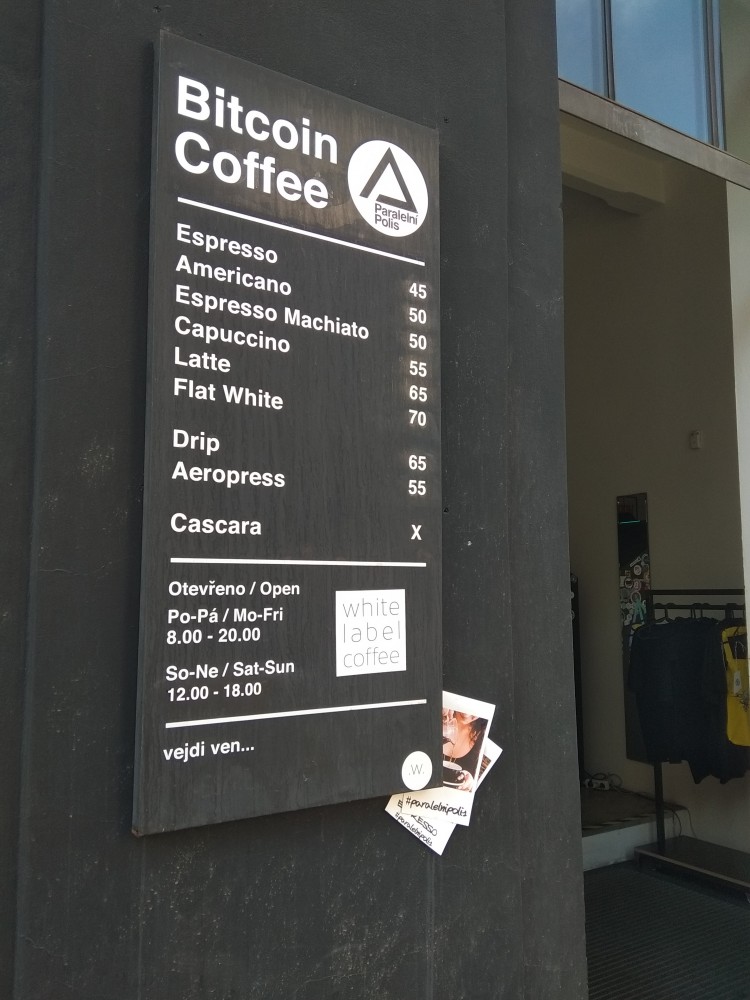 Bitcoin
Coffee
Paralelní
Polis
Espresso 45
Americano 50
Espresso Machiato 50
Capuccino 55
Latte 65
Flat White 70
Drip 65
Aeropress 55
Cascara X
Otevřeno / Open
Po-Pá / Mo-Fri
8.00 - 20.00
So-Ne / Sat-Sun
12.00 - 18.00
white
label
coffee
vejdi ven...
.W.
#paralelnipolis
ESPRESSO
#paralelnipolis